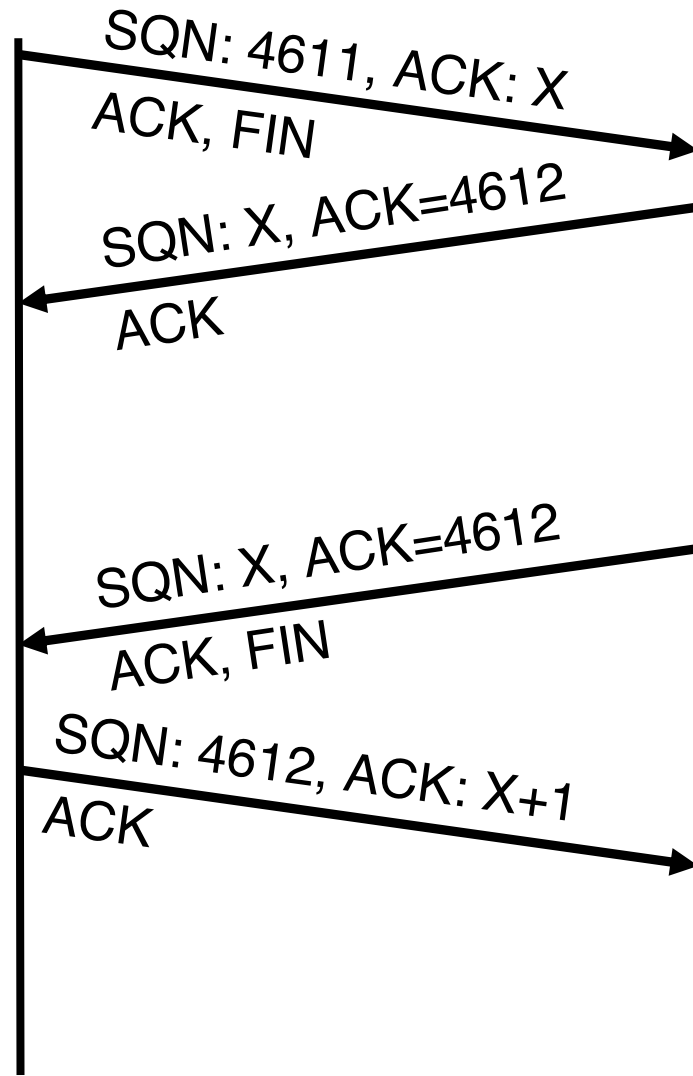 SQN: 4611, ACK: X
ACK, FIN
SQN: X, ACK=4612
ACK
SQN: X, ACK=4612
ACK, FIN
SQN: 4612, ACK: X+1
ACK